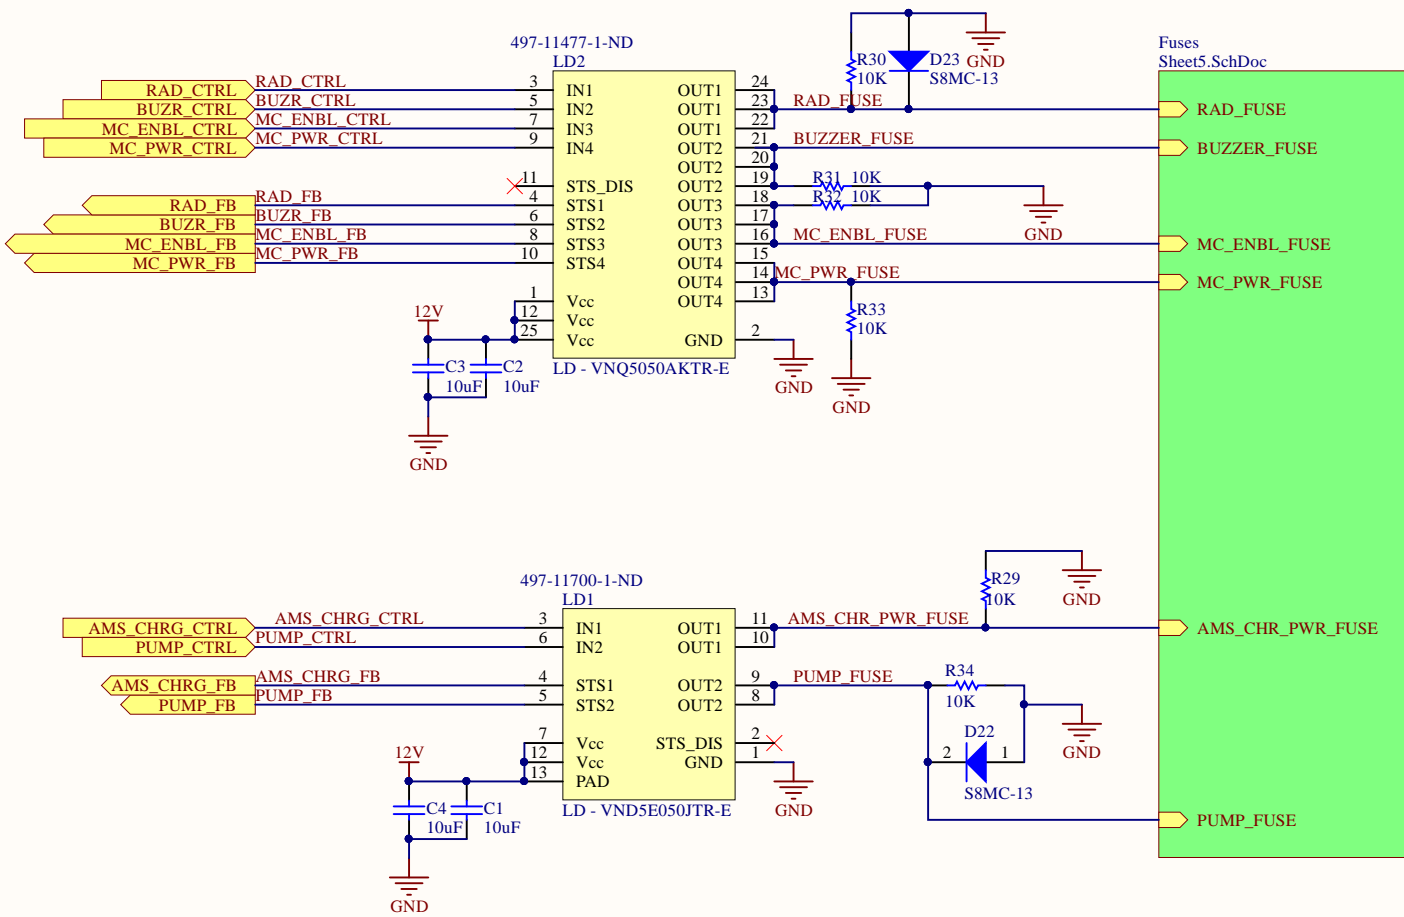 497-11477-1-ND
LD2
RAD_CTRL
BUZR_CTRL
MC_ENBL_CTRL
MC_PWR_CTRL
RAD_CTRL
BUZR_CTRL
MC_ENBL_CTRL
MC_PWR_CTRL
RAD_FB
BUZR_FB
MC_ENBL_FB
MC_PWR_FB
RAD_FB
BUZR_FB
MC_ENBL_FB
MC_PWR_FB
3 IN1
5 IN2
7 IN3
9 IN4
11 STS_DIS
4 STS1
6 STS2
8 STS3
10 STS4
1 Vcc
12 Vcc
25 Vcc
OUT1 24
OUT1 23
OUT1 22
OUT2 21
OUT2 20
OUT2 19
OUT3 18
OUT3 17
OUT3 16
OUT4 15
OUT4 14
OUT4 13
GND 2
LD - VNQ5050AKTR-E
12V
C3
10uF
C2
10uF
GND
R30
10K
D23
S8MC-13
GND
RAD_FUSE
BUZZER_FUSE
R31 10K
R32 10K
GND
MC_ENBL_FUSE
MC_PWR_FUSE
R33
10K
GND
GND
Fuses
Sheet5.SchDoc
RAD_FUSE
BUZZER_FUSE
MC_ENBL_FUSE
MC_PWR_FUSE
AMS_CHR_PWR_FUSE
PUMP_FUSE
497-11700-1-ND
LD1
AMS_CHRG_CTRL
PUMP_CTRL
AMS_CHRG_CTRL
PUMP_CTRL
AMS_CHRG_FB
PUMP_FB
AMS_CHRG_FB
PUMP_FB
3 IN1
6 IN2
4 STS1
5 STS2
7 Vcc
12 Vcc
13 PAD
OUT1 11
OUT1 10
OUT2 9
OUT2 8
STS_DIS 2
GND 1
LD - VND5E050JTR-E
12V
C4
10uF
C1
10uF
GND
GND
AMS_CHR_PWR_FUSE
R29
10K
GND
PUMP_FUSE
R34
10K
D22
2 1
S8MC-13
GND